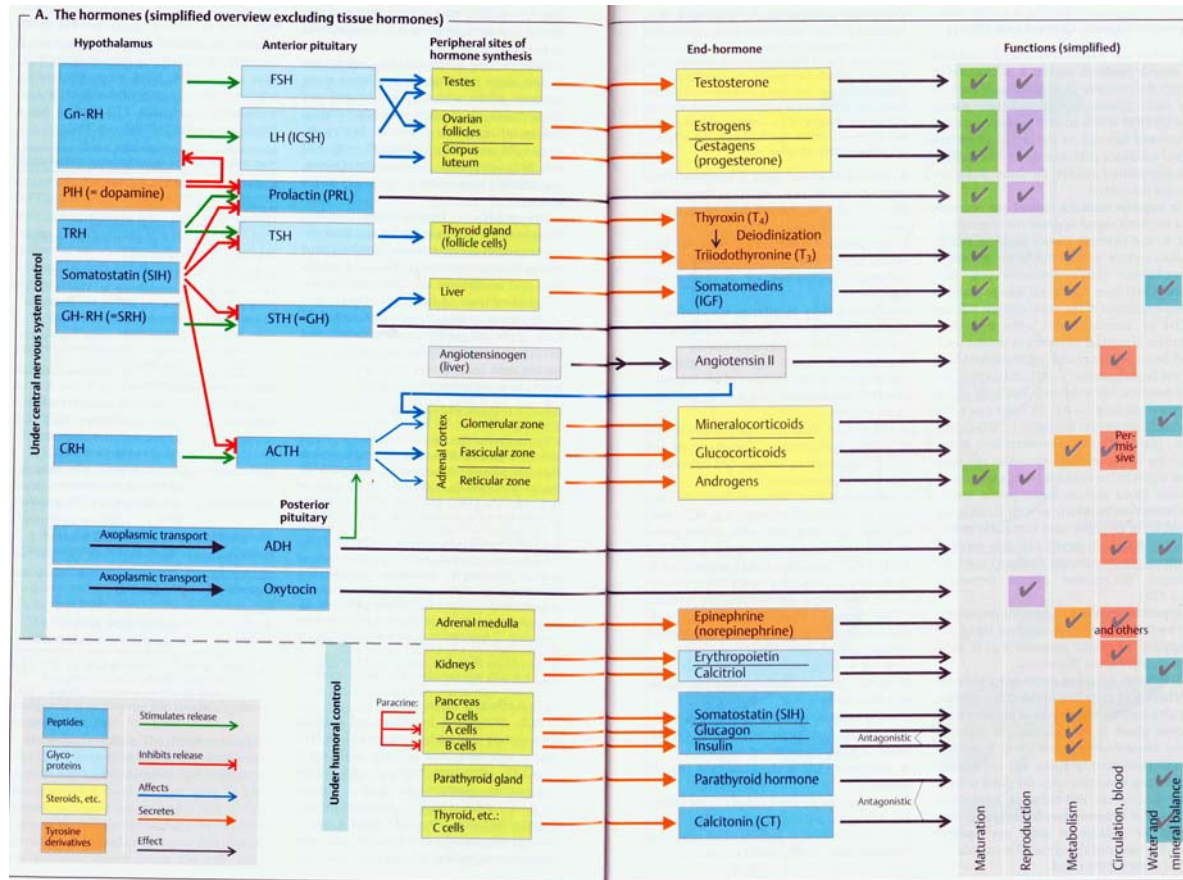 A. The hormones (simplified overview excluding tissue hormones)
Hypothalamus
Anterior pituitary
Peripheral sites of
hormone synthesis
End-hormone
Functions (simplified)
Under central nervous system control
Gn-RH
FSH
LH (ICSH)
Testes
Ovarian
follicles
Corpus
luteum
Testosterone
Estrogens
Gestagens
(progesterone)
PIH (= dopamine)
Prolactin (PRL)
TRH
TSH
Thyroid gland
(follicle cells)
Thyroxin (T4)
Deiodinization
Triiodothyronine (T3)
Somatostatin (SIH)
Liver
Somatomedins
(IGF)
GH-RH (=SRH)
STH (=GH)
Angiotensinogen
(liver)
Angiotensin II
CRH
ACTH
Adrenal cortex
Glomerular zone
Fascicular zone
Reticular zone
Mineralocorticoids
Glucocorticoids
Androgens
Per-
mis-
sive
Posterior
pituitary
Axoplasmic transport
ADH
Axoplasmic transport
Oxytocin
Adrenal medulla
Epinephrine
(norepinephrine)
and others
Under humoral control
Kidneys
Erythropoietin
Calcitriol
Paracrine:
Pancreas
D cells
A cells
B cells
Somatostatin (SIH)
Glucagon
Insulin
Antagonistic
Parathyroid gland
Parathyroid hormone
Antagonistic
Thyroid, etc.:
C cells
Calcitonin (CT)
Peptides
Glyco-
proteins
Steroids, etc.
Tyrosine
derivatives
Stimulates release
Inhibits release
Affects
Secretes
Effect
Maturation
Reproduction
Metabolism
Circulation, blood
Water and
mineral balance